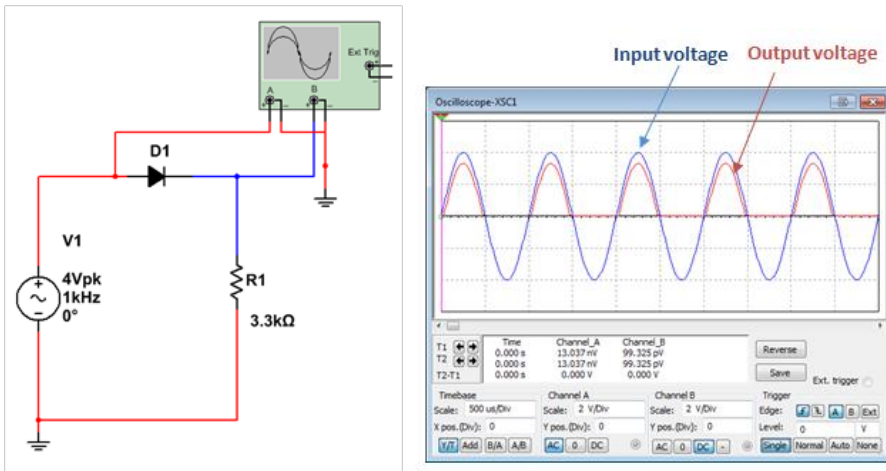 Ext Trig
A
B
D1
V1
4Vpk
1kHz
0°
R1
3.3kΩ
Input voltage
Output voltage
Oscilloscope-XSC1
Time Channel_A Channel_B
T1 0.000 s 13.037 nV 99.325 pV
T2 0.000 s 13.037 nV 99.325 pV
T2-T1 0.000 s 0.000 V 0.000 V
Reverse
Save
Ext. trigger
Timebase
Scale: 500 us/Div
X pos.(Div): 0
Y/T Add B/A A/B
Channel A
Scale: 2 V/Div
Y pos.(Div): 0
AC 0 DC
Channel B
Scale: 2 V/Div
Y pos.(Div): 0
AC 0 DC -
Trigger
Edge: A B Ext
Level: 0 V
Single Normal Auto None